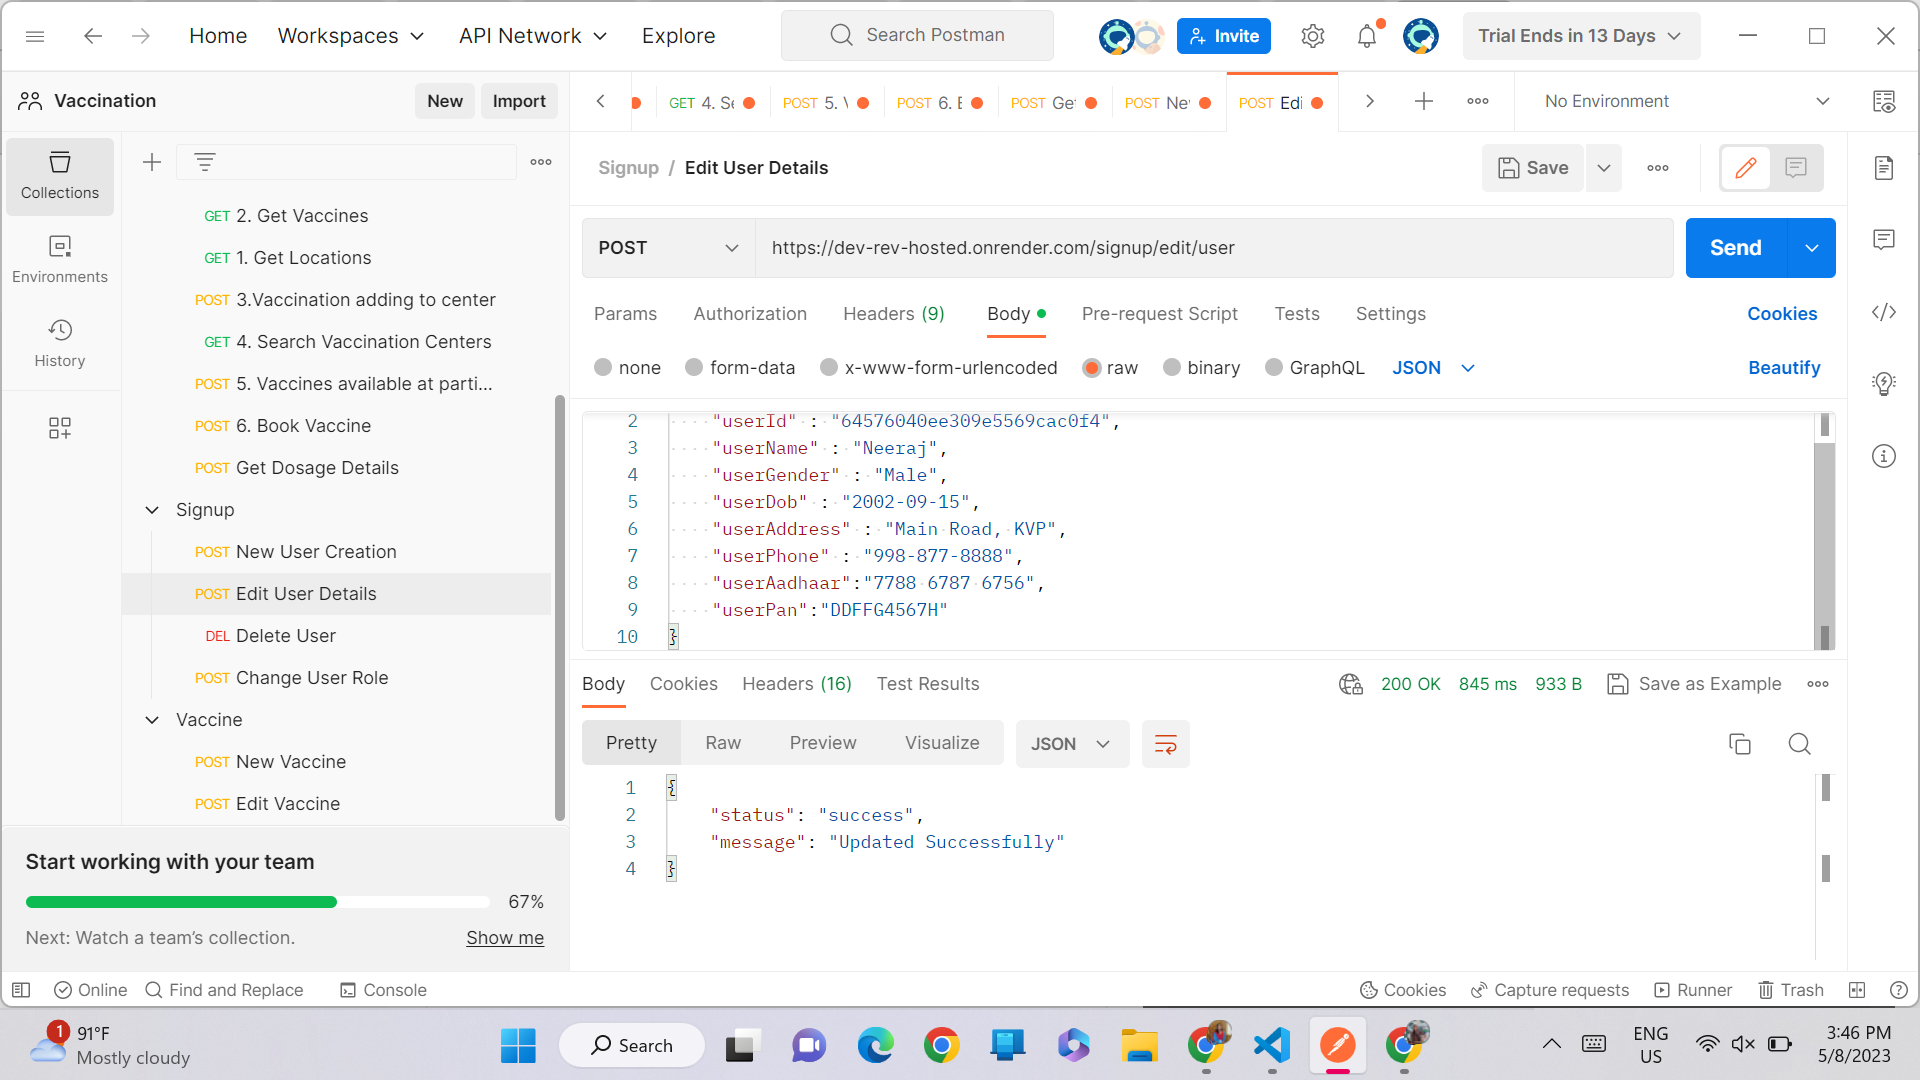 Home
Workspaces
API Network
Explore
Search Postman
Invite
Trial Ends in 13 Days
Vaccination
New
Import
GET 4. Se
POST 5. V
POST 6. E
POST Get
POST Ne
POST Edi
No Environment
Collections
Environments
History
GET 2. Get Vaccines
GET 1. Get Locations
POST 3.Vaccination adding to center
GET 4. Search Vaccination Centers
POST 5. Vaccines available at parti...
POST 6. Book Vaccine
POST Get Dosage Details
Signup
POST New User Creation
POST Edit User Details
DEL Delete User
POST Change User Role
Vaccine
POST New Vaccine
POST Edit Vaccine
Start working with your team
67%
Next: Watch a team's collection.
Show me
Signup / Edit User Details
Save
POST
https://dev-rev-hosted.onrender.com/signup/edit/user
Send
Params
Authorization
Headers (9)
Body
Pre-request Script
Tests
Settings
Cookies
none
form-data
x-www-form-urlencoded
raw
binary
GraphQL
JSON
Beautify
2 "userId" : "64576040ee309e5569cac0f4",
3 "userName" : "Neeraj",
4 "userGender" : "Male",
5 "userDob" : "2002-09-15",
6 "userAddress" : "Main Road, KVP",
7 "userPhone" : "998-877-8888",
8 "userAadhaar":"7788 6787 6756",
9 "userPan":"DDFFG4567H"
10 }
Body
Cookies
Headers (16)
Test Results
200 OK
845 ms
933 B
Save as Example
Pretty
Raw
Preview
Visualize
JSON
1 {
2 "status": "success",
3 "message": "Updated Successfully"
4 }
Online
Find and Replace
Console
Cookies
Capture requests
Runner
Trash
1
91°F
Mostly cloudy
Search
ENG
US
3:46 PM
5/8/2023